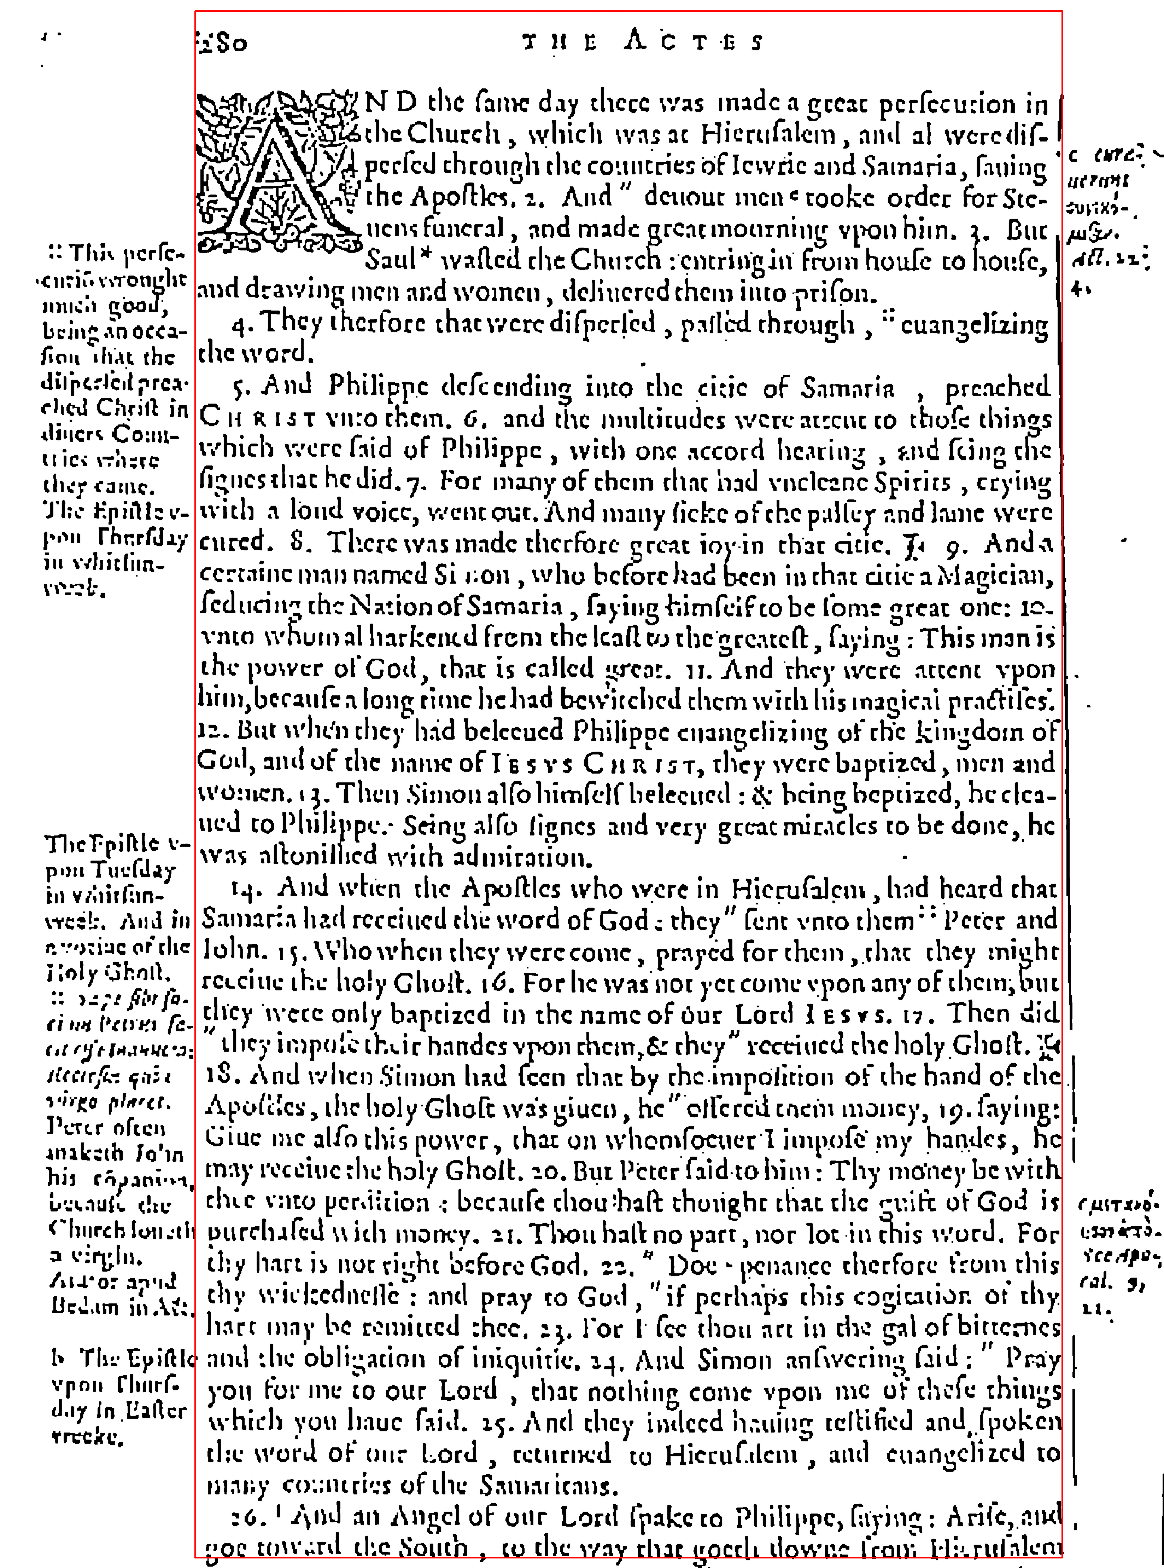 280 THE ACTES
AND the ſame day there was made a great perſecution in
the Church, which was at Hieruſalem, and al were diſ-
perſed through the countries of Iewrie and Samaria, ſauing
the Apoſtles. 2. And " deuout men ᶜ tooke order for Ste-
uens funeral, and made great mourning vpon him. 3. But
Saul* waſted the Church: entring in from houſe to houſe,
and drawing men and women, deliuered them into priſon.
4. They therfore that were diſperſed, paſſed through, :: euangelizing
the word.
5. And Philippe deſcending into the citie of Samaria, preached
CHRIST vnto them. 6. and the multitudes were attent to thoſe things
which were ſaid of Philippe, with one accord hearing, and ſeing the
ſignes that he did. 7. For many of them that had vncleane Spirits, crying
with a loud voice, went out. And many ſicke of the palſey and lame were
cured. 8. There was made therfore great ioy in that citie. 9. And a
certaine man named Simon, who before had been in that citie a Magician,
ſeducing the Nation of Samaria, ſaying himſelf to be ſome great one: 10.
vnto whom al harkened from the leaſt to the greateſt, ſaying: This man is
the power of God, that is called great. 11. And they were attent vpon
him, becauſe a long time he had bewitched them with his magical practiſes.
12. But when they had beleeued Philippe euangelizing of the kingdom of
God, and of the name of IESVS CHRIST, they were baptized, men and
women. 13. Then Simon alſo himſelf beleeued: & being beptized, he clea-
ued to Philippe. Seing alſo ſignes and very great miracles to be done, he
was aſtoniſhed with admiration.
14. And when the Apoſtles who were in Hieruſalem, had heard that
Samaria had receiued the word of God: they" ſent vnto them :: Peter and
Iohn. 15. Who when they were come, prayed for them, that they might
receiue the holy Ghoſt. 16. For he was not yet come vpon any of them, but
they were only baptized in the name of our Lord IESVS. 17. Then did
" they impoſe their handes vpon them, & they" receiued the holy Ghoſt.
18. And when Simon had ſeen that by the impoſition of the hand of the
Apoſtles, the holy Ghoſt was giuen, he" offered them money, 19. ſaying:
Giue me alſo this power, that on whomſoeuer I impoſe my handes, he
may receiue the holy Ghoſt. 20. But Peter ſaid to him: Thy money be with
thee vnto perdition: becauſe thou haſt thought that the guift of God is
purchaſed with money. 21. Thou haſt no part, nor lot in this word. For
thy hart is not right before God. 22. " Doe penance therfore from this
thy wickedneſſe: and pray to God, " if perhaps this cogitation of thy
hart may be remitted thee. 23. For I ſee thou art in the gal of bitternes
and the obligation of iniquitie. 24. And Simon anſwering ſaid: " Pray
you for me to our Lord, that nothing come vpon me of theſe things
which you haue ſaid. 25. And they indeed hauing teſtified and ſpoken
the word of our Lord, returned to Hieruſalem, and euangelized to
many countries of the Samaritans.
26. And an Angel of our Lord ſpake to Philippe, ſaying: Ariſe, and
goe toward the South, to the way that goeth downe from Hieruſalem
:: This perſe-
cution wrought
much good,
being an occa-
ſion that the
diſperſed prea-
ched Chriſt in
diuers Coun-
tries where
they came.
The Epiſtle v-
pon Thurſday
in whitſun-
week.
The Epiſtle v-
pon Tueſday
in whitſun-
week. And in
a votiue of the
Holy Ghoſt.
Peter often
maketh Iohn
his cōpanion,
becauſe the
Church loueth
a virgin.
apud
Bedam in Act.
b The Epiſtle
vpon Thurſ-
day in Eaſter
weeke.
Act. 22,
4.
See Apo-
cal. 9,
21.